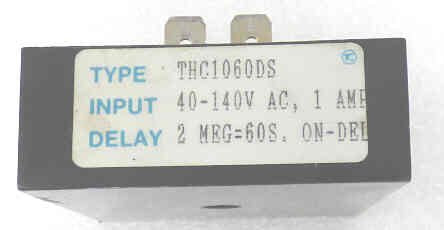 TYPE THC1060DS
INPUT 40-140V AC, 1 AMP
DELAY 2 MEG=60S. ON-DEL